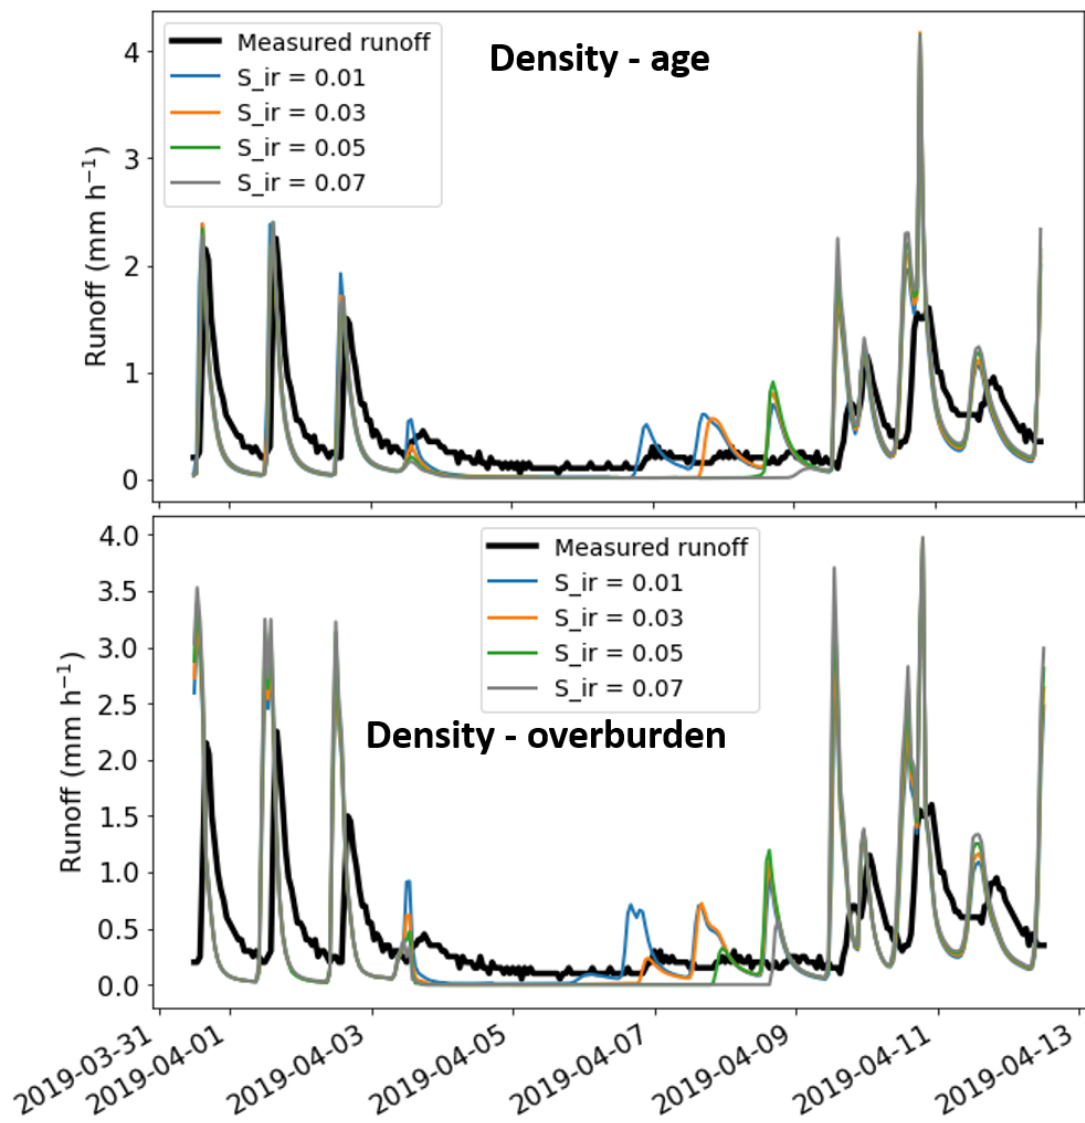 Density - age
Measured runoff
S_ir = 0.01
S_ir = 0.03
S_ir = 0.05
S_ir = 0.07
Runoff (mm h⁻¹)
4
3
2
1
0
Measured runoff
S_ir = 0.01
S_ir = 0.03
S_ir = 0.05
S_ir = 0.07
Density - overburden
Runoff (mm h⁻¹)
4.0
3.5
3.0
2.5
2.0
1.5
1.0
0.5
0.0
2019-03-31
2019-04-01
2019-04-03
2019-04-05
2019-04-07
2019-04-09
2019-04-11
2019-04-13